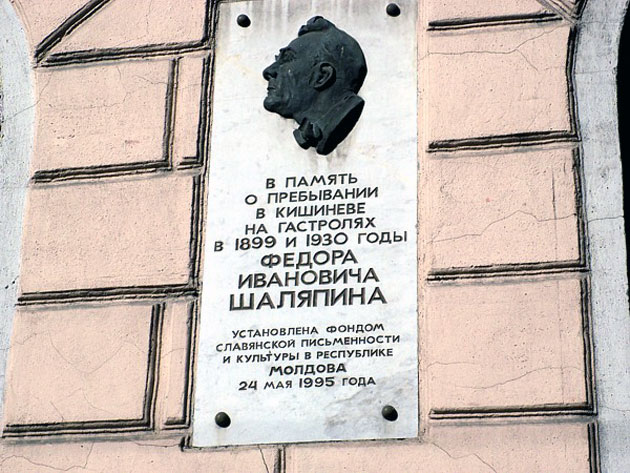 В ПАМЯТЬ
О ПРЕБЫВАНИИ
В КИШИНЕВЕ
НА ГАСТРОЛЯХ
В 1899 И 1930 ГОДЫ
ФЕДОРА
ИВАНОВИЧА
ШАЛЯПИНА
УСТАНОВЛЕНА ФОНДОМ
СЛАВЯНСКОЙ ПИСЬМЕННОСТИ
И КУЛЬТУРЫ В РЕСПУБЛИКЕ
МОЛДОВА
24 МАЯ 1995 ГОДА